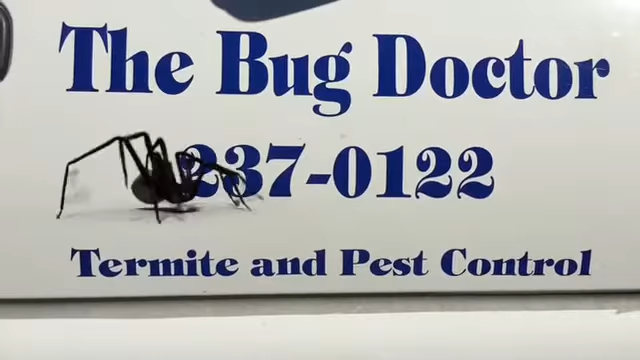 The Bug Doctor
237-0122
Termite and Pest Control